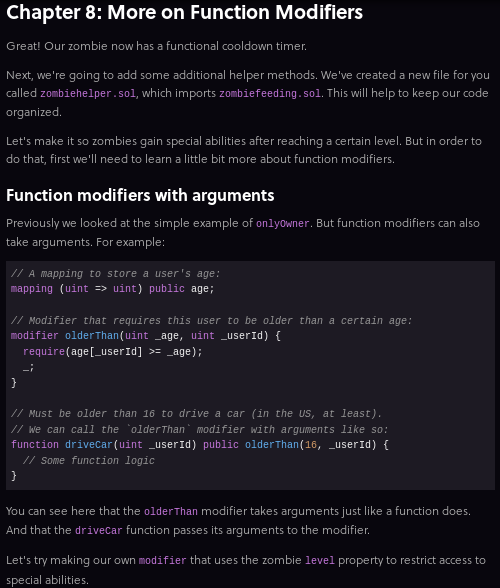 Chapter 8: More on Function Modifiers
Great! Our zombie now has a functional cooldown timer.
Next, we're going to add some additional helper methods. We've created a new file for you
called zombiehelper.sol, which imports zombiefeeding.sol. This will help to keep our code
organized.
Let's make it so zombies gain special abilities after reaching a certain level. But in order to
do that, first we'll need to learn a little bit more about function modifiers.
Function modifiers with arguments
Previously we looked at the simple example of onlyOwner. But function modifiers can also
take arguments. For example:
// A mapping to store a user's age:
mapping (uint => uint) public age;
// Modifier that requires this user to be older than a certain age:
modifier olderThan(uint _age, uint _userId) {
  require(age[_userId] >= _age);
  _;
}
// Must be older than 16 to drive a car (in the US, at least).
// We can call the `olderThan` modifier with arguments like so:
function driveCar(uint _userId) public olderThan(16, _userId) {
  // Some function logic
}
You can see here that the olderThan modifier takes arguments just like a function does.
And that the driveCar function passes its arguments to the modifier.
Let's try making our own modifier that uses the zombie level property to restrict access to
special abilities.